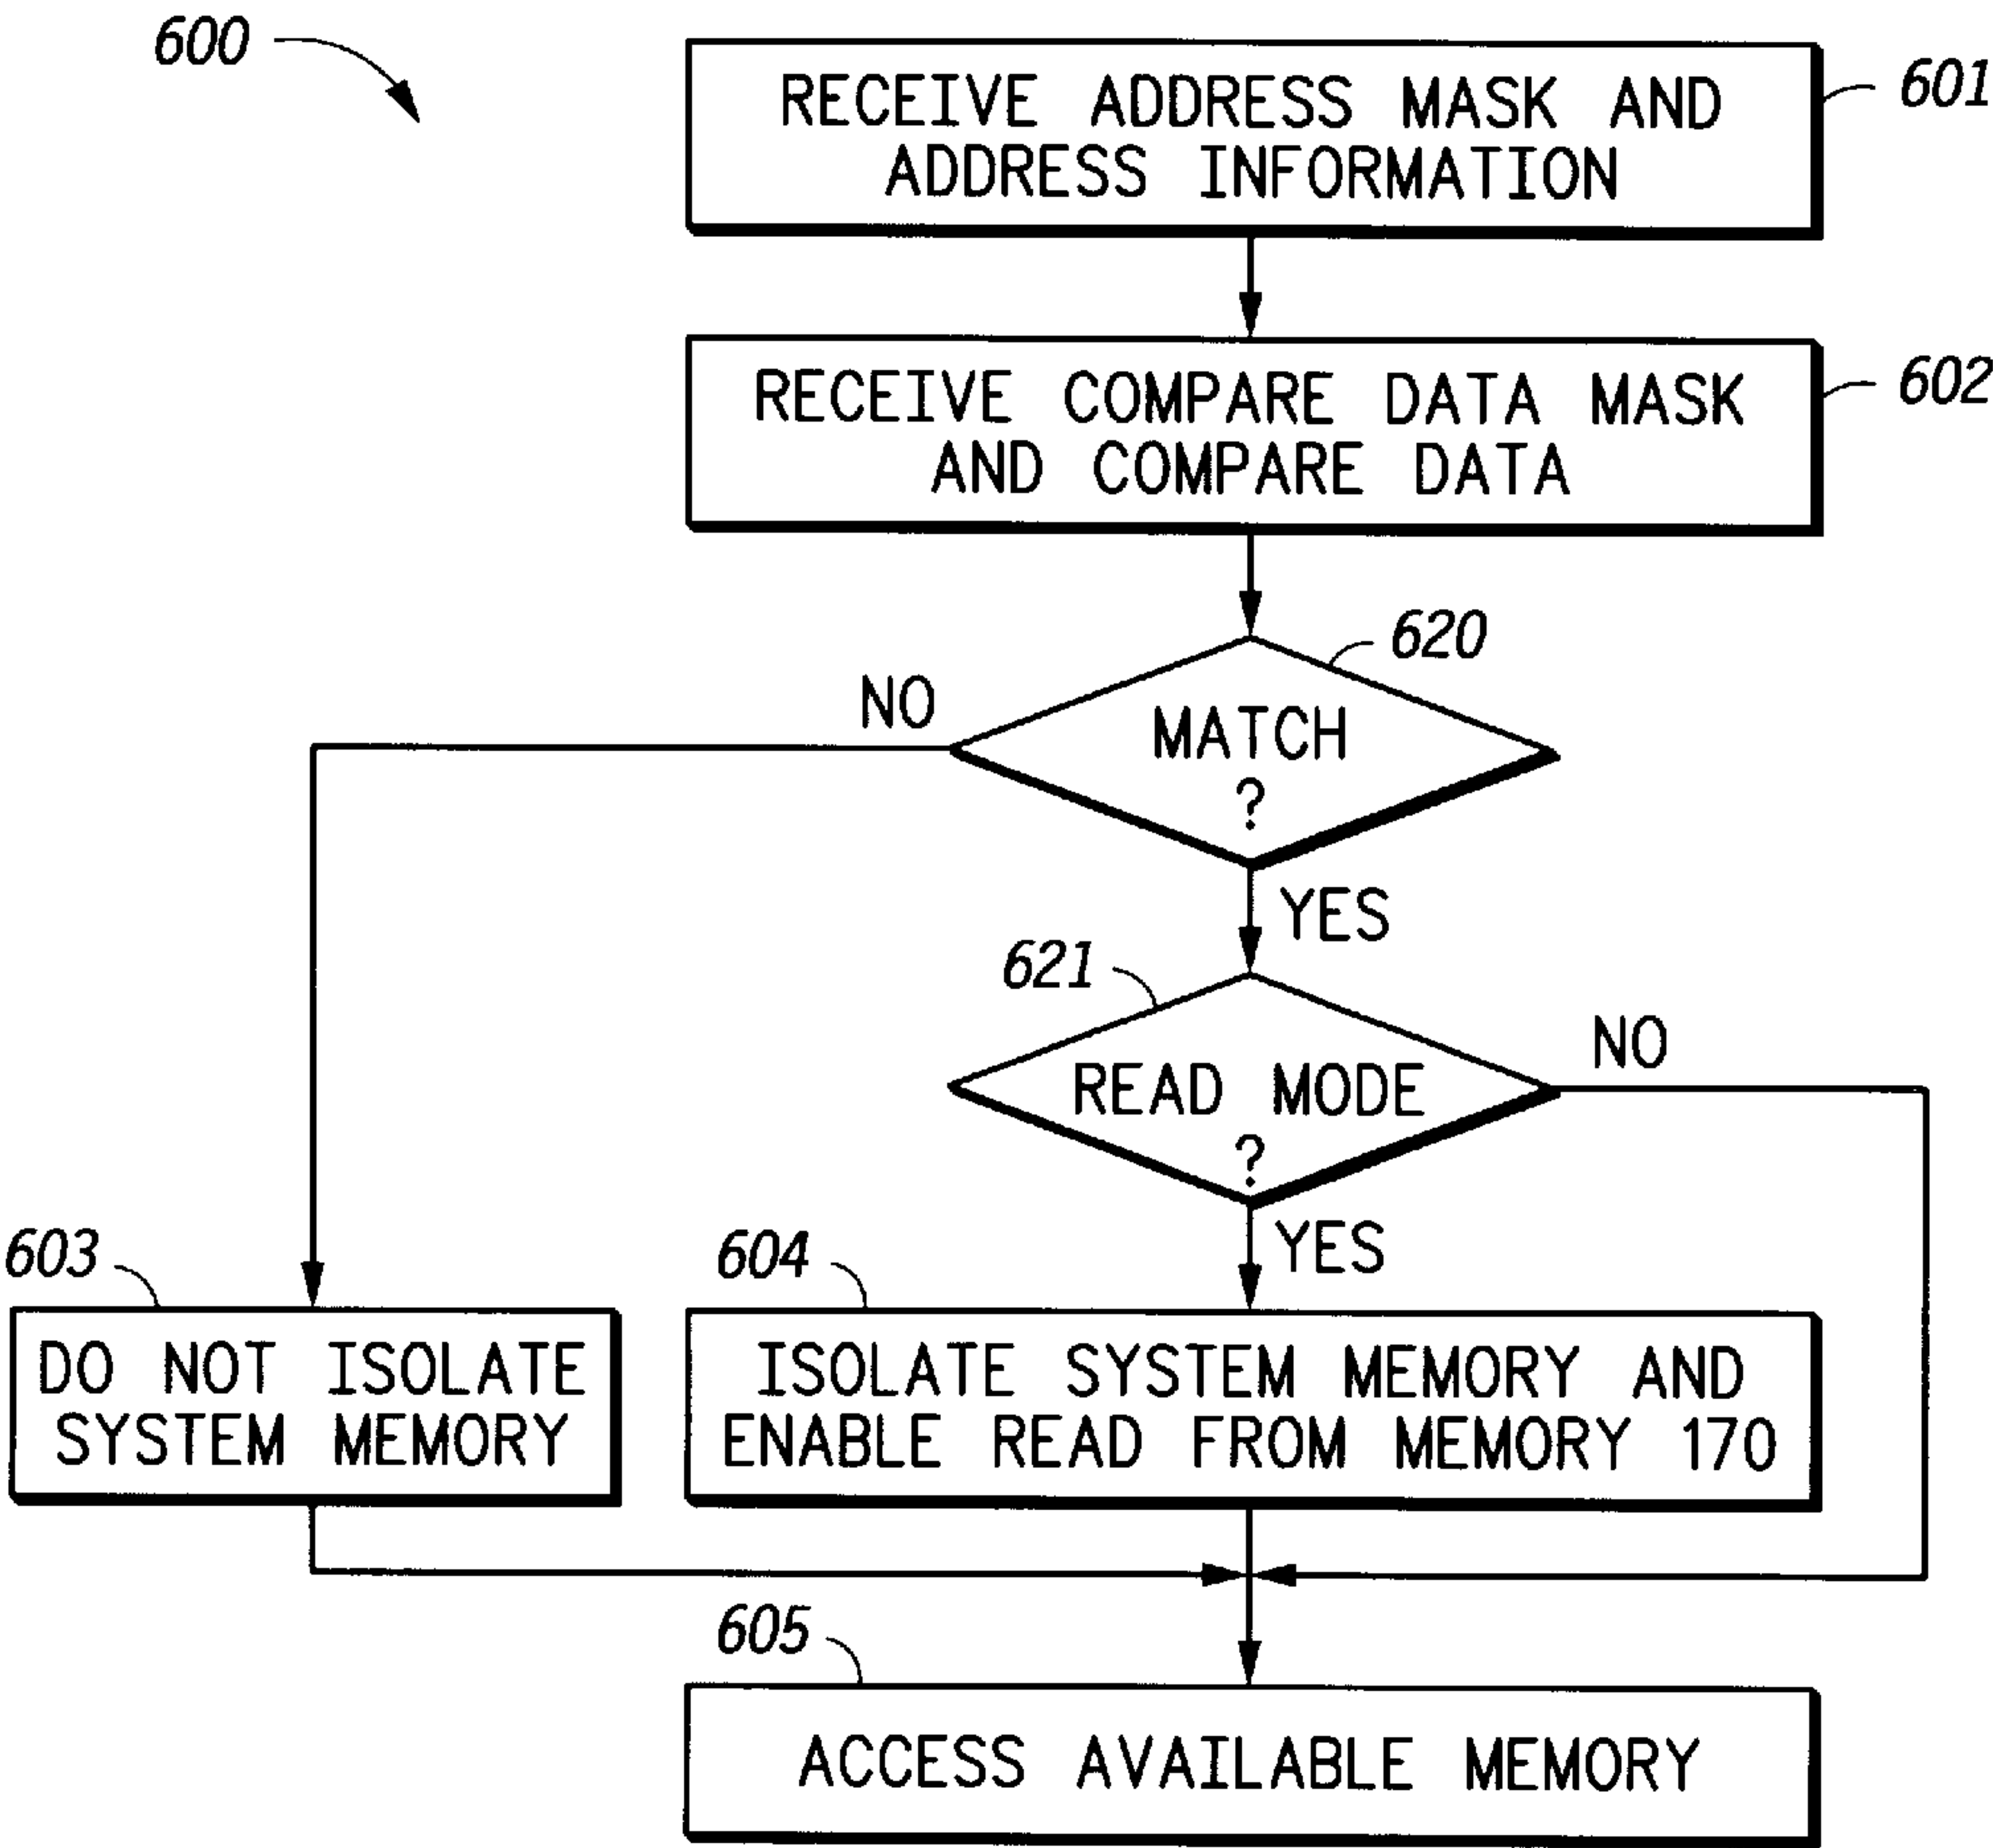 600
RECEIVE ADDRESS MASK AND
ADDRESS INFORMATION
601
RECEIVE COMPARE DATA MASK
AND COMPARE DATA
602
620
NO
MATCH
?
YES
621
NO
READ MODE
?
YES
603
604
DO NOT ISOLATE
SYSTEM MEMORY
ISOLATE SYSTEM MEMORY AND
ENABLE READ FROM MEMORY 170
605
ACCESS AVAILABLE MEMORY